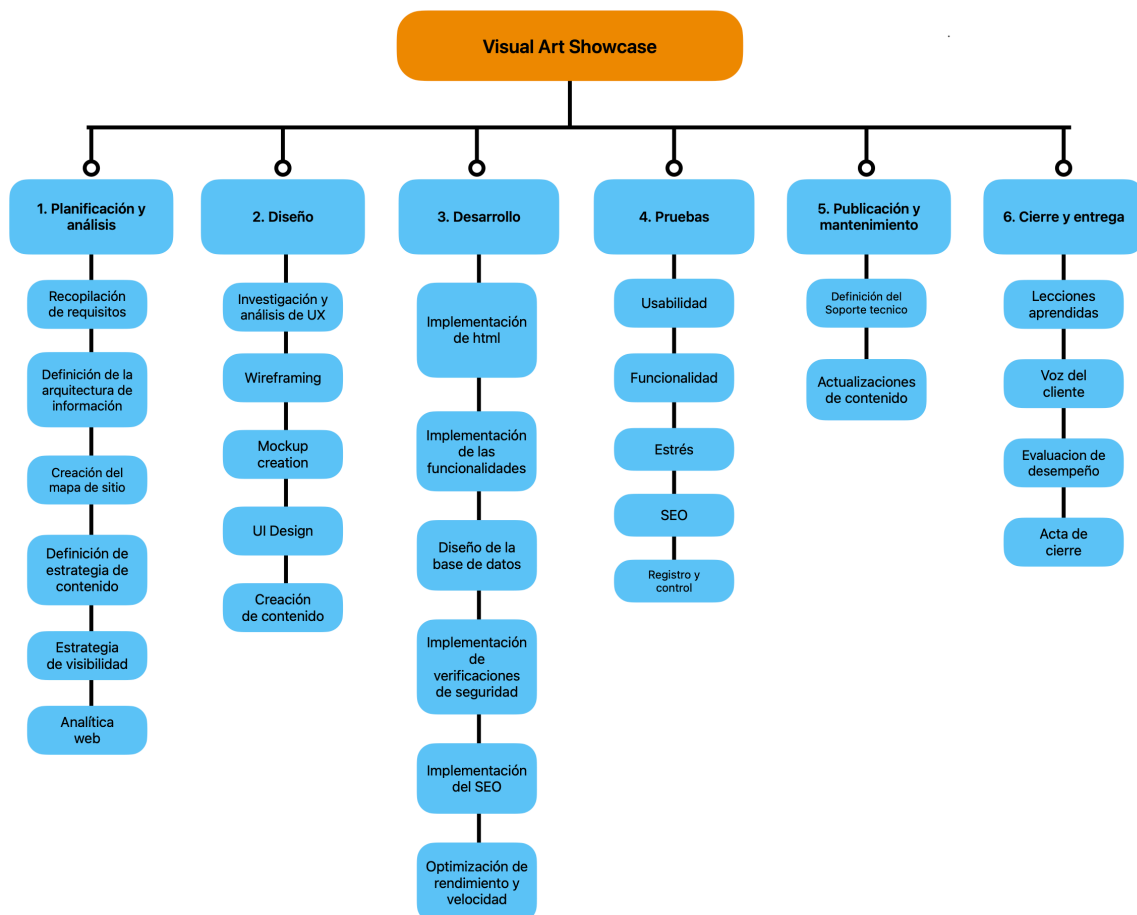 Visual Art Showcase
1. Planificación y
análisis
Recopilación
de requisitos
Definición de la
arquitectura de
información
Creación del
mapa de sitio
Definición de
estrategia de
contenido
Estrategia
de visibilidad
Analítica
web
2. Diseño
Investigación y
análisis de UX
Wireframing
Mockup
creation
UI Design
Creación
de contenido
3. Desarrollo
Implementación
de html
Implementación
de las
funcionalidades
Diseño de la
base de datos
Implementación
de
verificaciones
de seguridad
Implementación
del SEO
Optimización de
rendimiento y
velocidad
4. Pruebas
Usabilidad
Funcionalidad
Estrés
SEO
Registro y
control
5. Publicación y
mantenimiento
Definición del
Soporte tecnico
Actualizaciones
de contenido
6. Cierre y entrega
Lecciones
aprendidas
Voz del
cliente
Evaluacion de
desempeño
Acta de
cierre